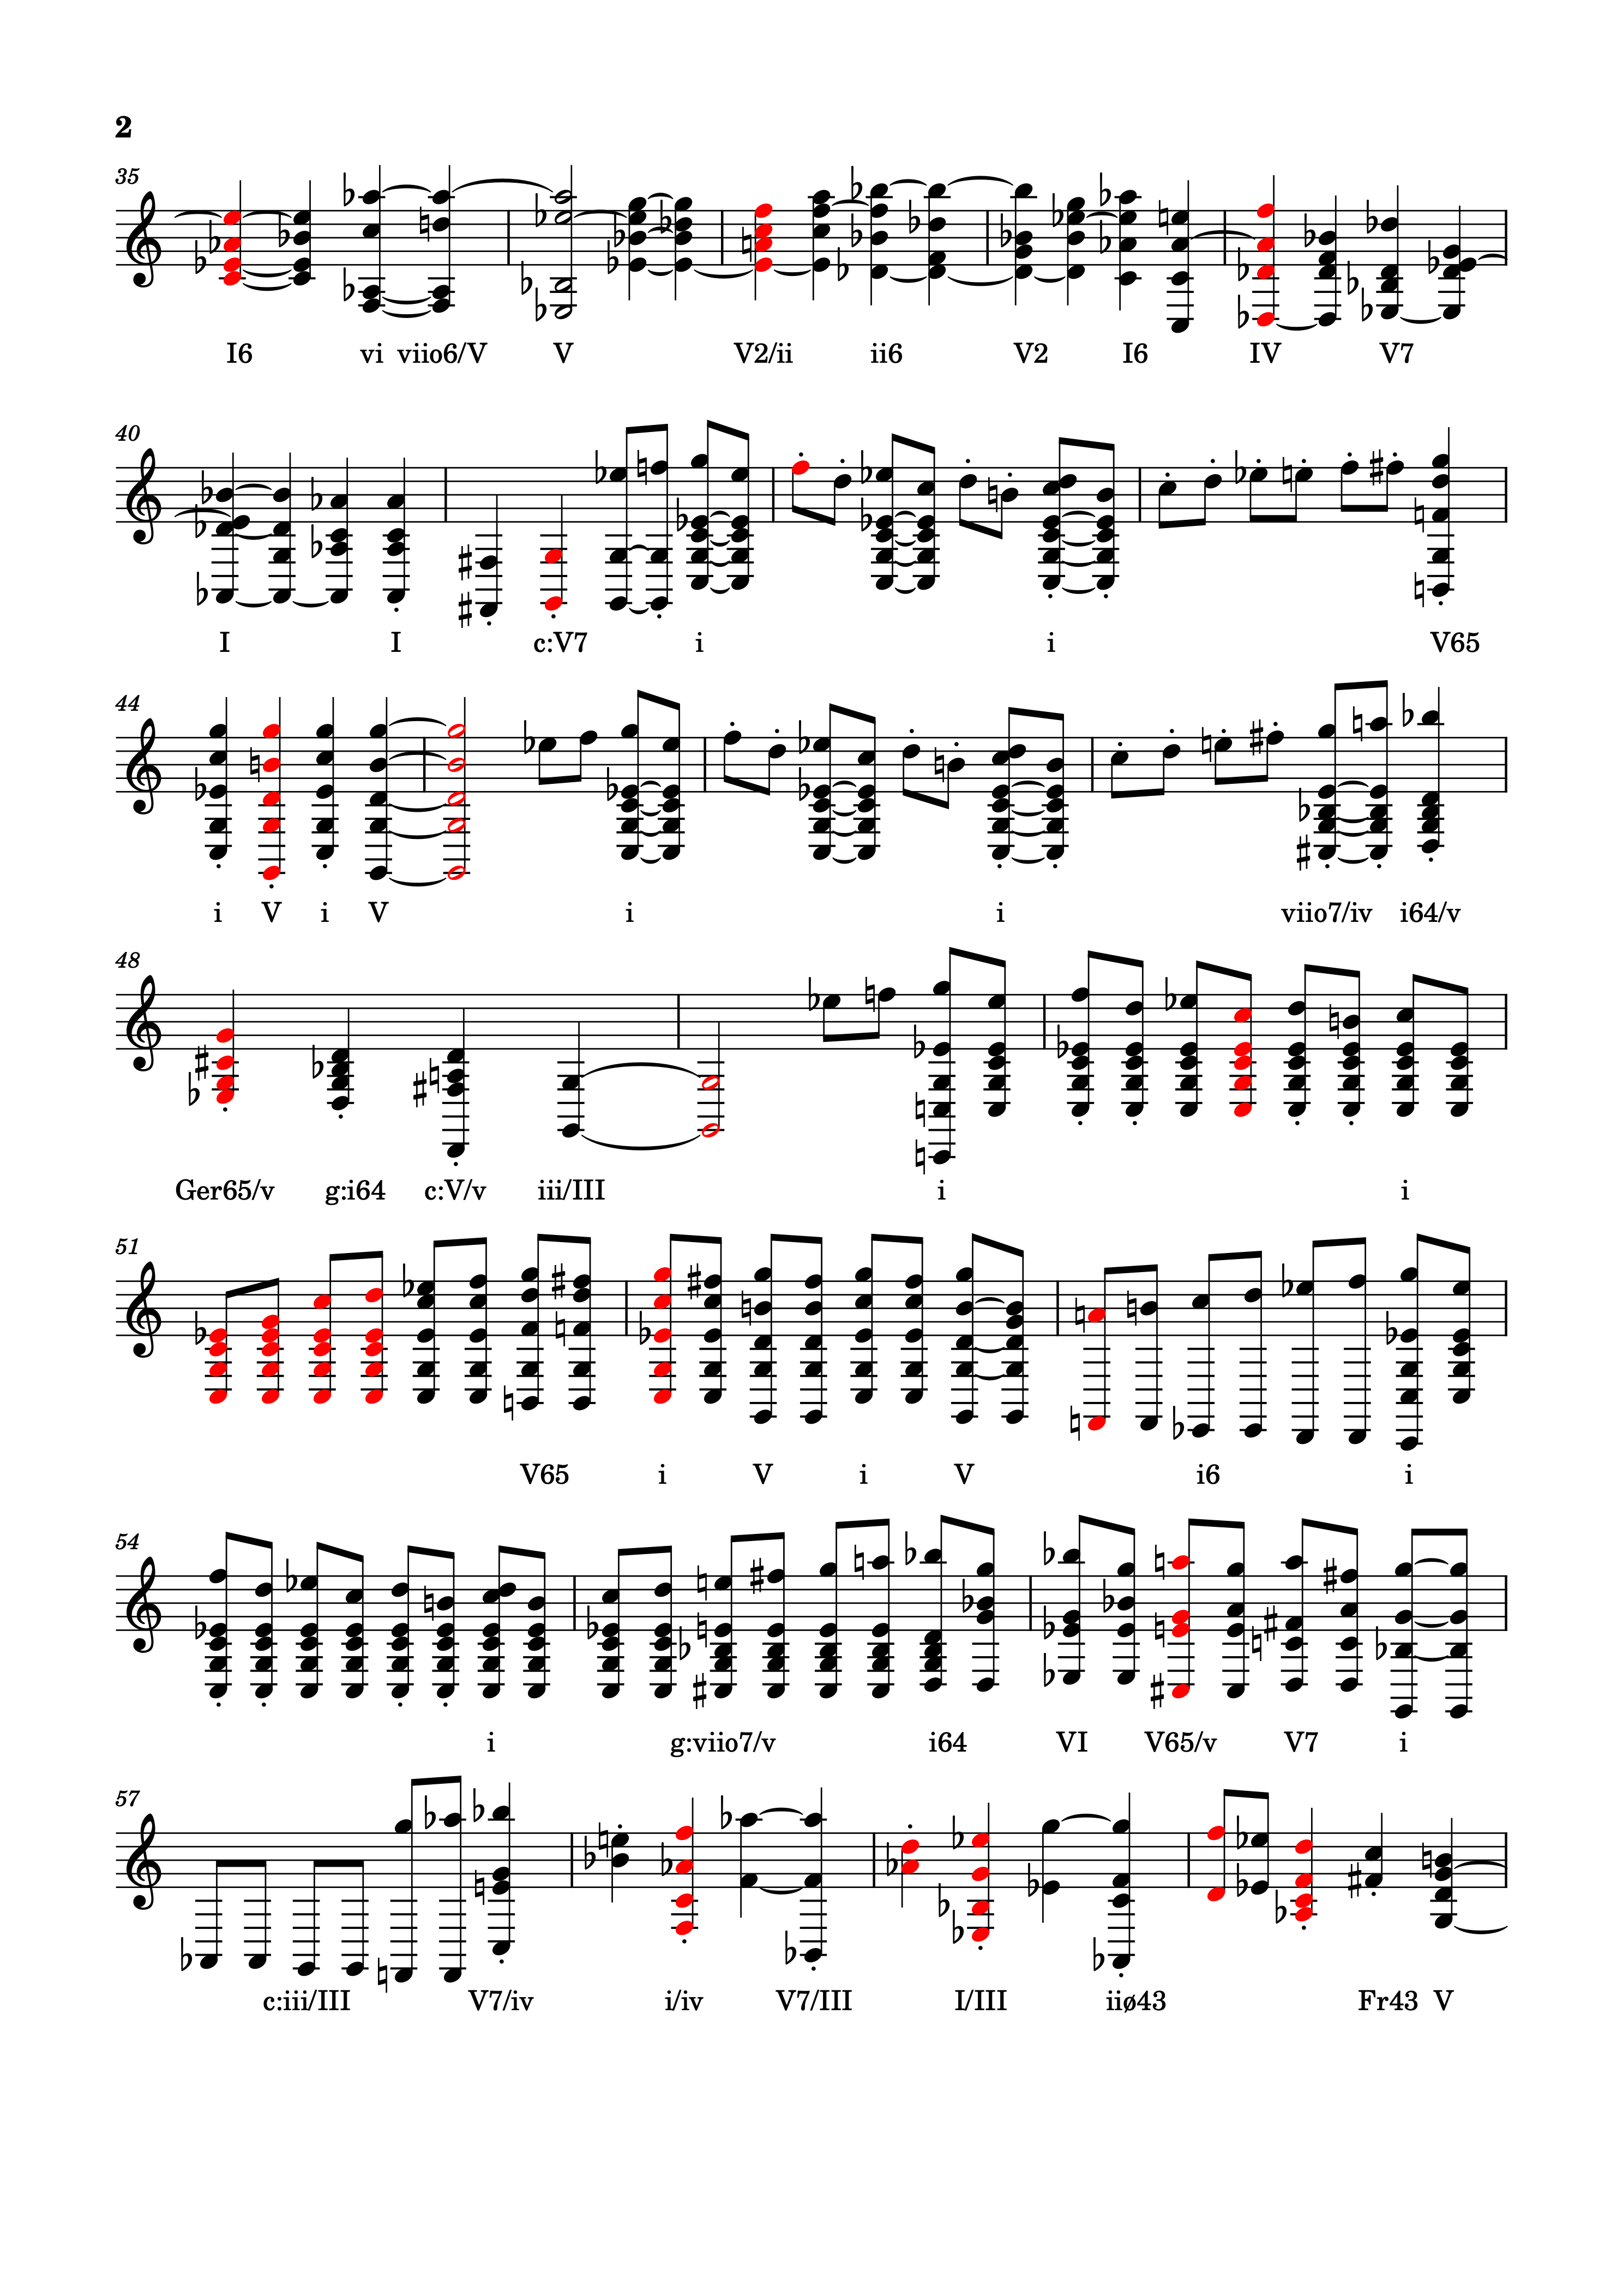 2
35
I6 vi viio6/V V V2/ii ii6 V2 I6 IV V7
40
I I c:V7 i i V65
44
i V i V i i viio7/iv i64/v
48
Ger65/v g:i64 c:V/v iii/III i i
51
V65 i V i V i6 i
54
i g:viio7/v i64 VI V65/v V7 i
57
c:iii/III V7/iv i/iv V7/III I/III iiø43 Fr43 V